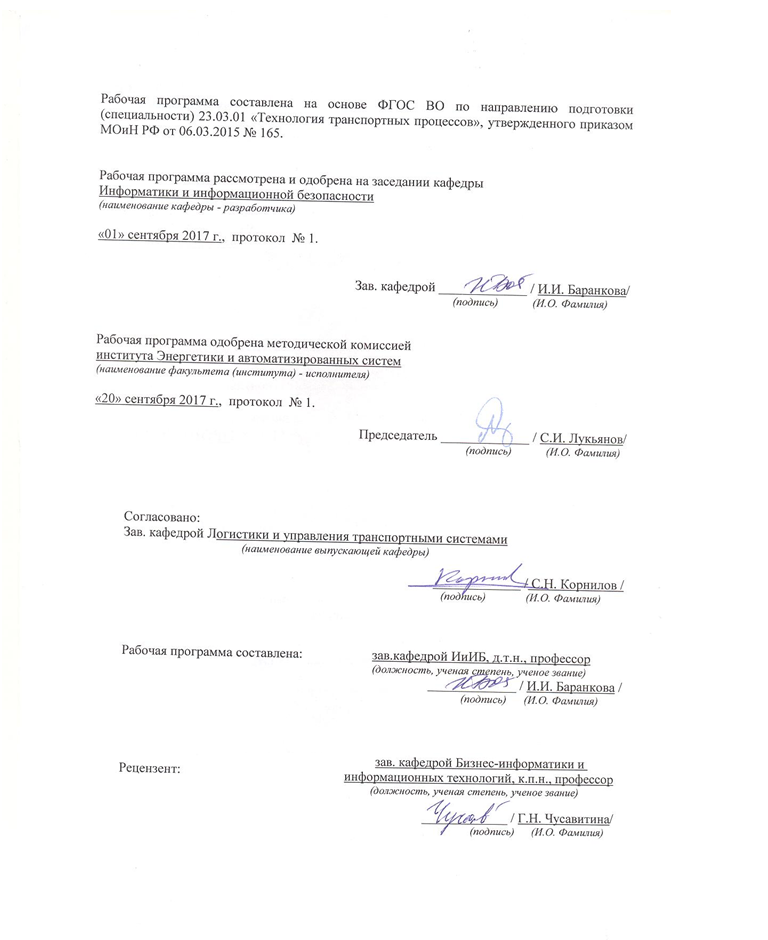 Рабочая программа составлена на основе ФГОС ВО по направлению подготовки
(специальности) 23.03.01 «Технология транспортных процессов», утвержденного приказом
МОиН РФ от 06.03.2015 № 165.
Рабочая программа рассмотрена и одобрена на заседании кафедры
Информатики и информационной безопасности
(наименование кафедры - разработчика)
«01» сентября 2017 г., протокол № 1.
Зав. кафедрой ____________ / И.И. Баранкова/
(подпись) (И.О. Фамилия)
Рабочая программа одобрена методической комиссией
института Энергетики и автоматизированных систем
(наименование факультета (института) - исполнителя)
«20» сентября 2017 г., протокол № 1.
Председатель ____________ / С.И. Лукьянов/
(подпись) (И.О. Фамилия)
Согласовано:
Зав. кафедрой Логистики и управления транспортными системами
(наименование выпускающей кафедры)
____________ / С.Н. Корнилов /
(подпись) (И.О. Фамилия)
Рабочая программа составлена: зав.кафедрой ИиИБ, д.т.н., профессор
(должность, ученая степень, ученое звание)
____________ / И.И. Баранкова /
(подпись) (И.О. Фамилия)
Рецензент: зав. кафедрой Бизнес-информатики и
информационных технологий, к.п.н., профессор
(должность, ученая степень, ученое звание)
____________ / Г.Н. Чусавитина/
(подпись) (И.О. Фамилия)